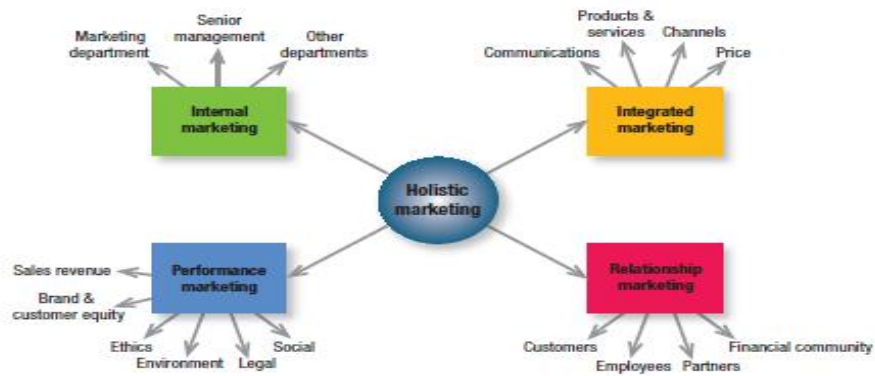 Marketing
department
Senior
management
Other
departments
Internal
marketing
Communications
Products &
services
Channels
Price
Integrated
marketing
Holistic
marketing
Sales revenue
Brand &
customer equity
Performance
marketing
Ethics
Environment
Legal
Social
Relationship
marketing
Customers
Employees
Partners
Financial community